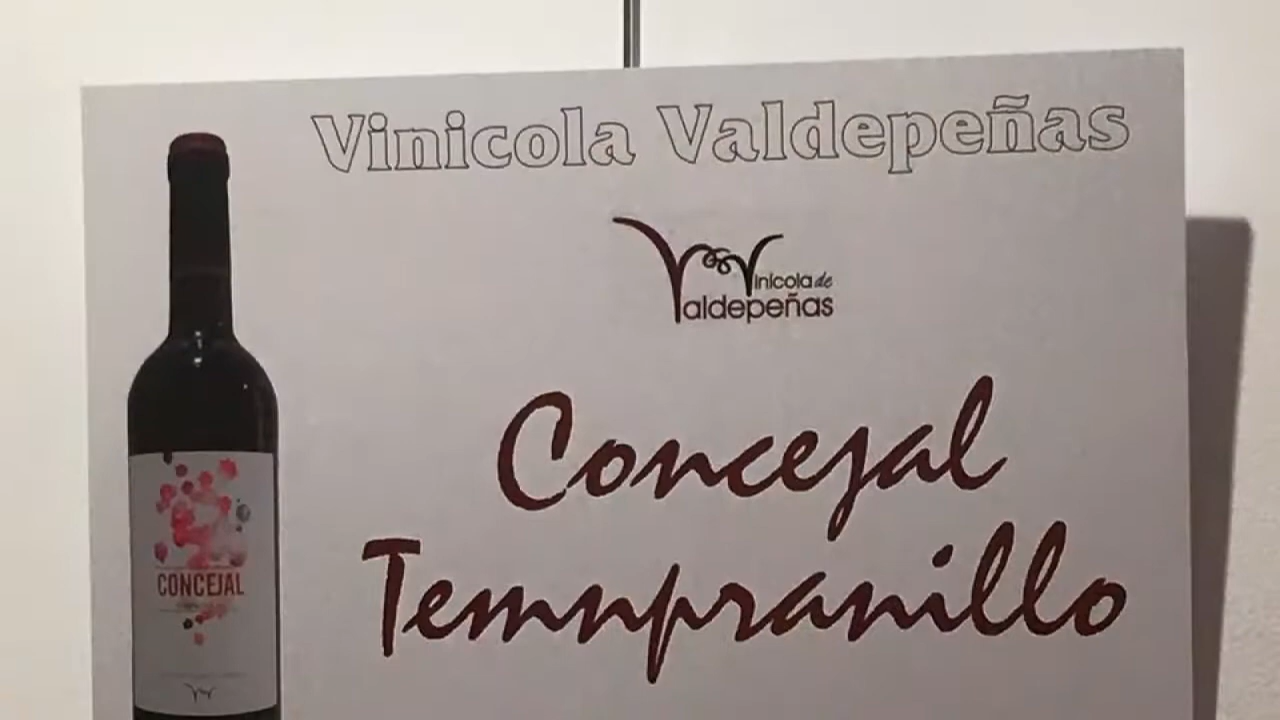 Vinicola Valdepeñas
Vinícola de
Valdepeñas
Concejal
Temnpranillo
CONCEJAL